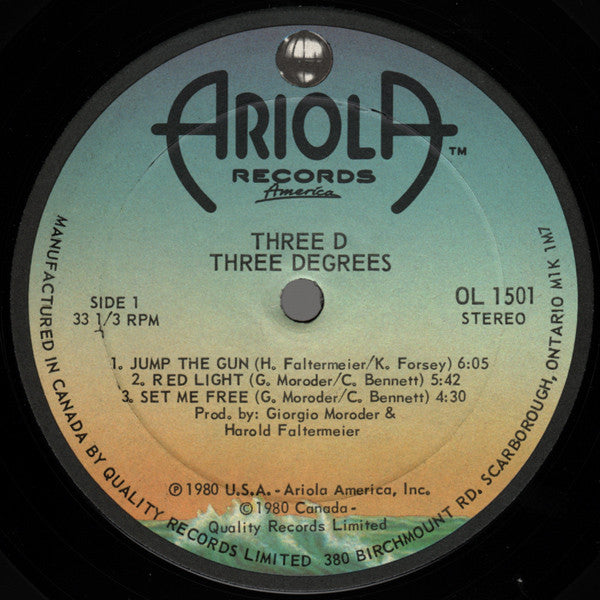 ARIOLA™
RECORDS
America
THREE D
THREE DEGREES
SIDE 1
33 1/3 RPM
OL 1501
STEREO
1. JUMP THE GUN (H. Faltermeier/K. Forsey) 6:05
2. RED LIGHT (G. Moroder/C. Bennett) 5:42
3. SET ME FREE (G. Moroder/C. Bennett) 4:30
Prod. by: Giorgio Moroder &
Harold Faltermeier
℗ 1980 U.S.A. - Ariola America, Inc.
© 1980 Canada -
Quality Records Limited
MANUFACTURED IN CANADA BY QUALITY RECORDS LIMITED 380 BIRCHMOUNT RD. SCARBOROUGH, ONTARIO M1K 1M7